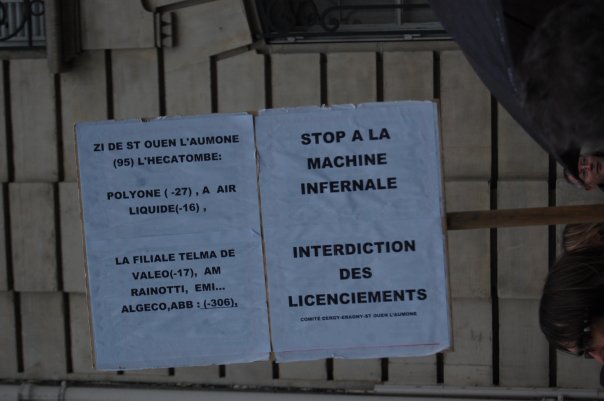 ZI DE ST OUEN L'AUMONE
(95) L'HECATOMBE:
POLYONE ( -27) , A AIR
LIQUIDE(-16) ,
LA FILIALE TELMA DE
VALEO(-17), AM
RAINOTTI, EMI...
ALGECO,ABB : (-306),
STOP A LA
MACHINE
INFERNALE
INTERDICTION
DES
LICENCIEMENTS
COMITÉ CERGY-ERAGNY-ST OUEN L'AUMONE